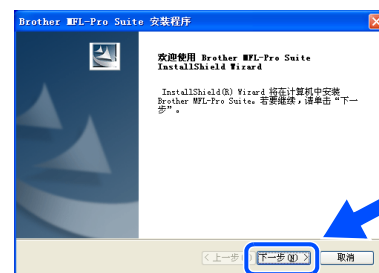 Brother MFL-Pro Suite 安装程序
欢迎使用 Brother MFL-Pro Suite
InstallShield Wizard
InstallShield(R) Wizard 将在计算机中安装
Brother MFL-Pro Suite。若要继续，请单击“下一
步”。
< 上一步 下一步(N) > 取消